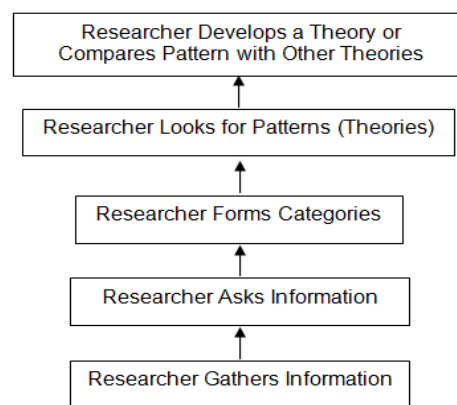 Researcher Develops a Theory or
Compares Pattern with Other Theories
Researcher Looks for Patterns (Theories)
Researcher Forms Categories
Researcher Asks Information
Researcher Gathers Information